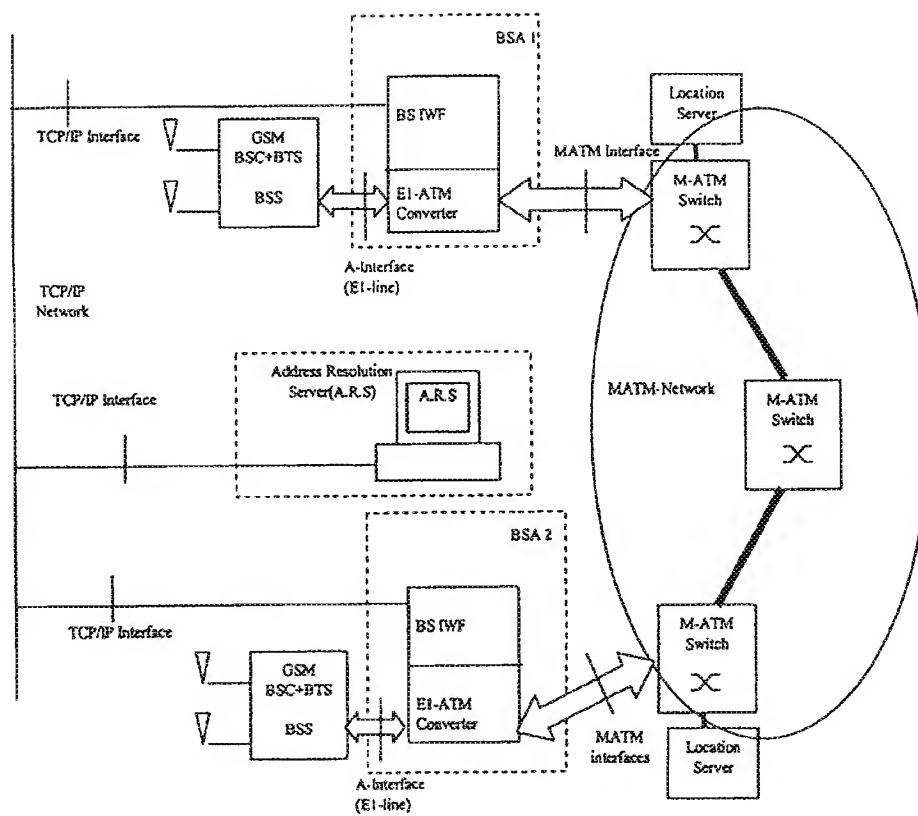 BSA 1
BS IWF
Location
Server
TCP/IP Interface
GSM
BSC+BTS
BSS
MATM Interface
E1-ATM
Converter
M-ATM
Switch
A-Interface
(E1-line)
TCP/IP
Network
Address Resolution
Server(A.R.S)
A.R.S
TCP/IP Interface
MATM-Network
M-ATM
Switch
BSA 2
BS IWF
TCP/IP Interface
GSM
BSC+BTS
BSS
E1-ATM
Converter
M-ATM
Switch
MATM
interfaces
Location
Server
A-Interface
(E1-line)